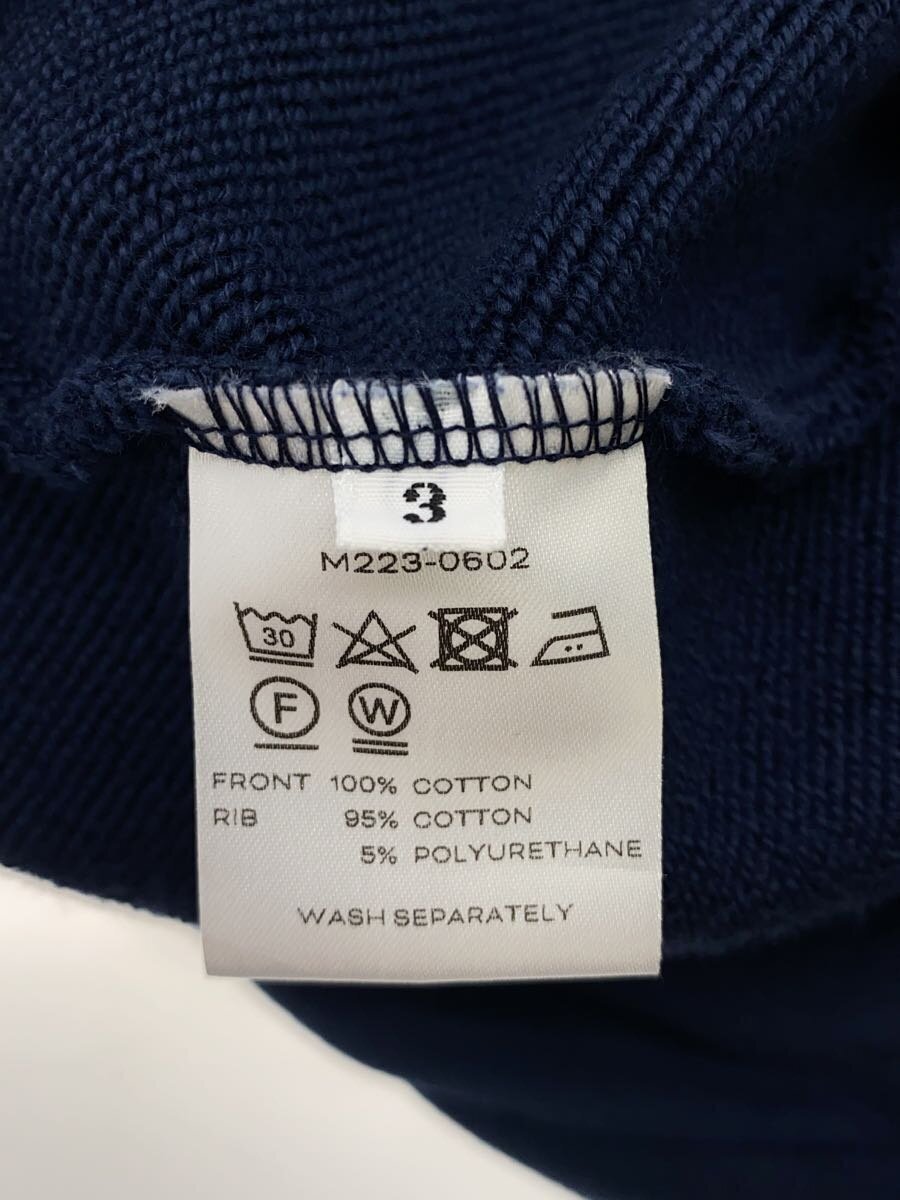 3
M223-0602
30
F W
FRONT 100% COTTON
RIB 95% COTTON
5% POLYURETHANE
WASH SEPARATELY